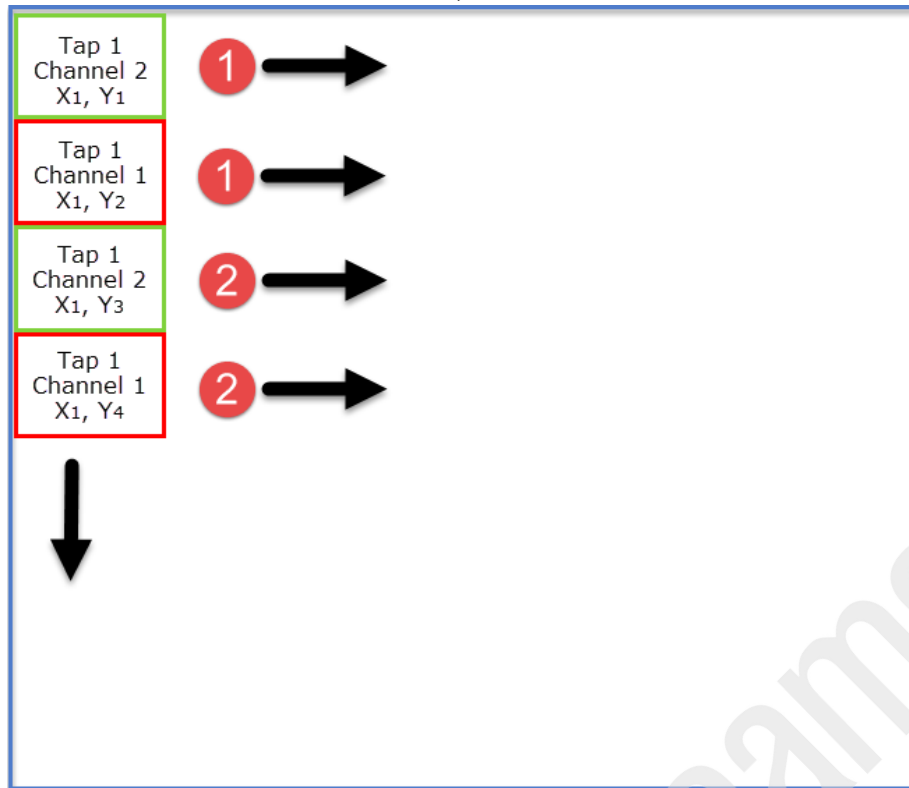 Tap 1
Channel 2
X1, Y1
1
Tap 1
Channel 1
X1, Y2
1
Tap 1
Channel 2
X1, Y3
2
Tap 1
Channel 1
X1, Y4
2